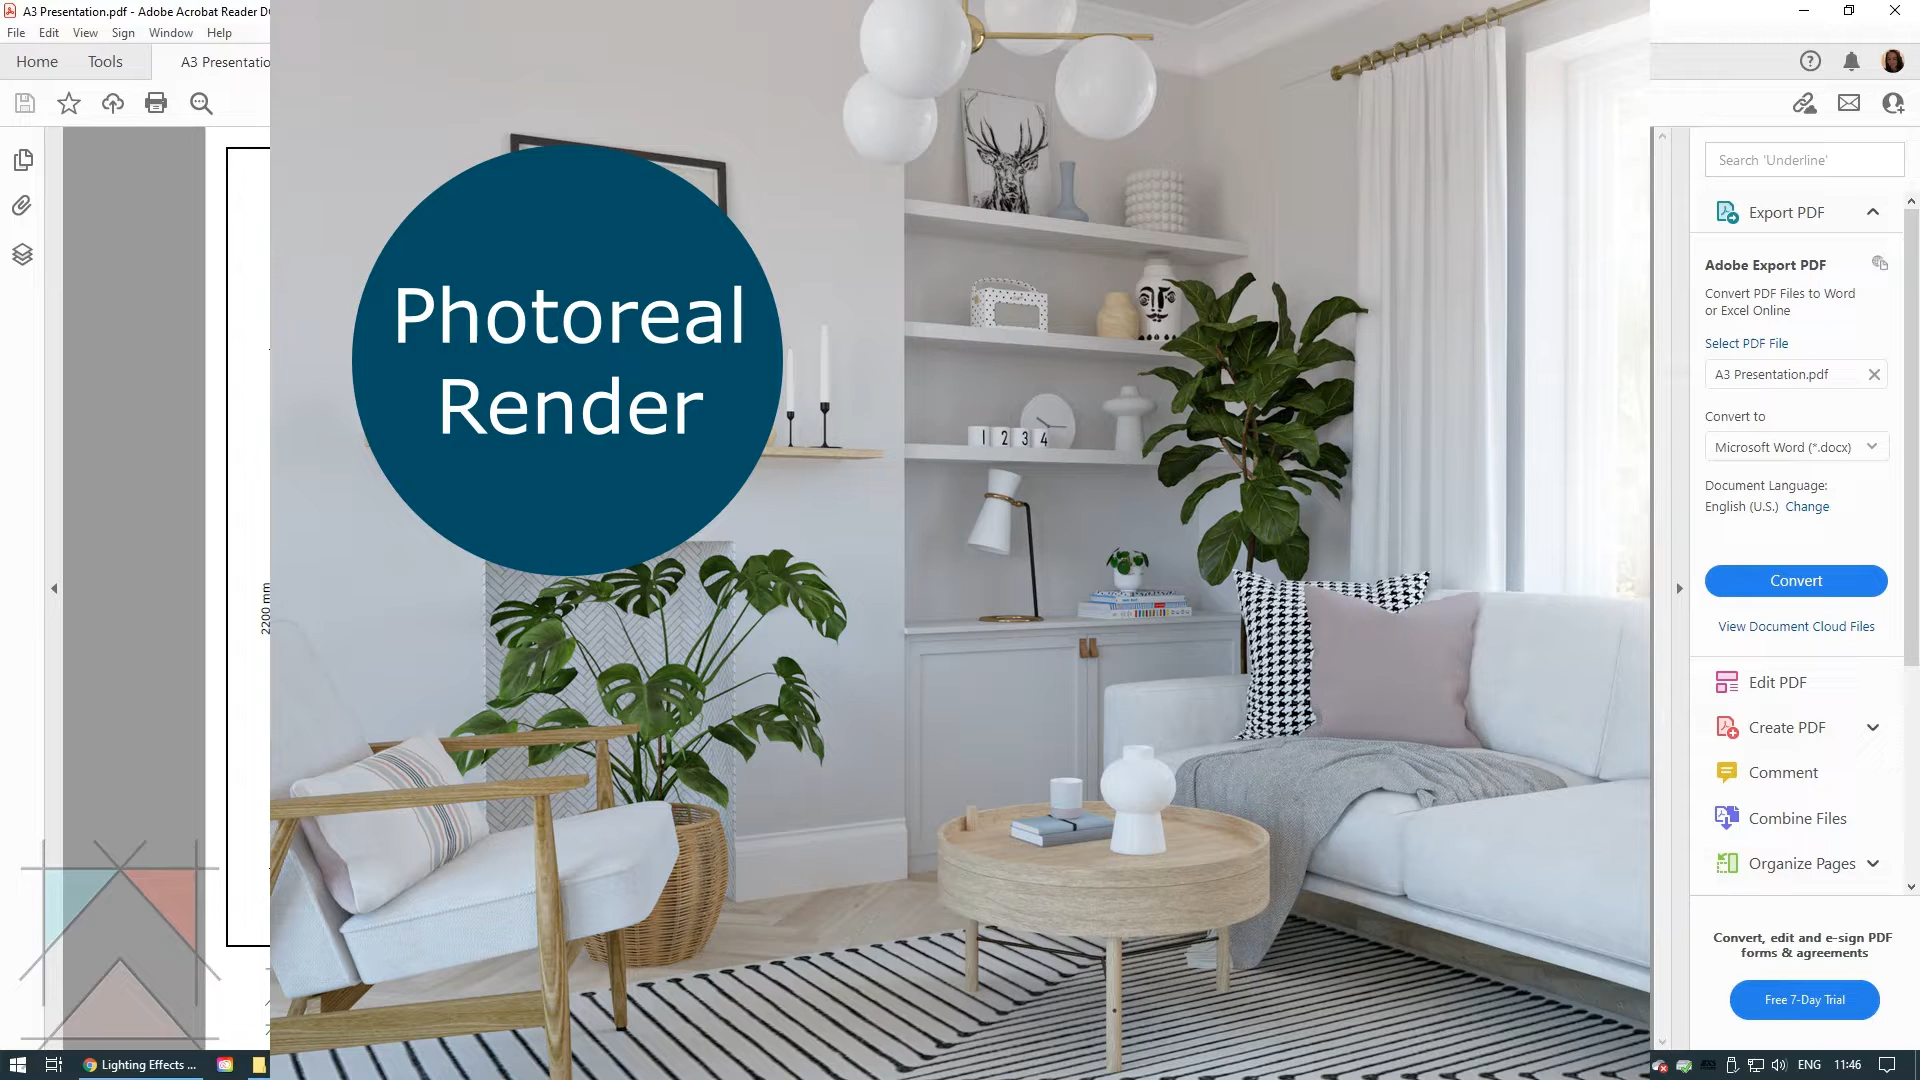 A3 Presentation.pdf - Adobe Acrobat Reader D
File Edit View Sign Window Help
Home Tools A3 Presentatio
Photoreal
Render
2200 mm
1 2 3 4
Search 'Underline'
Export PDF
Adobe Export PDF
Convert PDF Files to Word
or Excel Online
Select PDF File
A3 Presentation.pdf
Convert to
Microsoft Word (*.docx)
Document Language:
English (U.S.) Change
Convert
View Document Cloud Files
Edit PDF
Create PDF
Comment
Combine Files
Organize Pages
Convert, edit and e-sign PDF
forms & agreements
Free 7-Day Trial
Lighting Effects ...
ENG 11:46